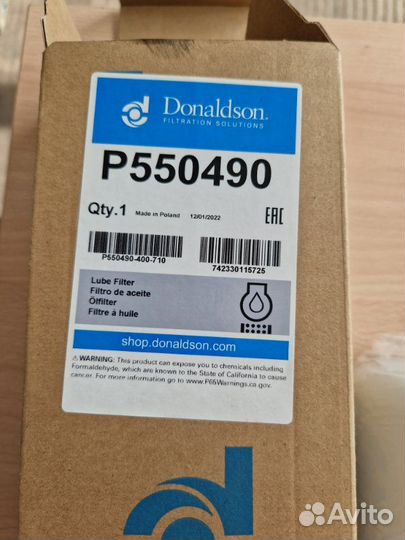 Donaldson.
FILTRATION SOLUTIONS
P550490
Qty.1 Made in Poland 12/01/2022 EAC
P550490-400-710 742330115725
Lube Filter
Filtro de aceite
Ölfilter
Filtre à huile
shop.donaldson.com
⚠WARNING: This product can expose you to chemicals including
Formaldehyde, which are known to the State of California to cause
cancer. For more information go to www.P65Warnings.ca.gov.
Avito